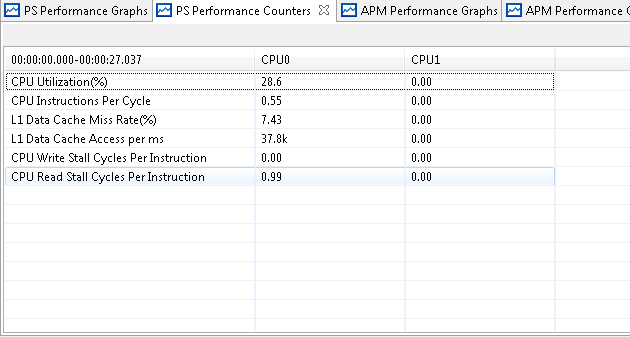 PS Performance Graphs PS Performance Counters APM Performance Graphs APM Performance C
00:00:00.000-00:00:27.037 CPU0 CPU1
CPU Utilization(%) 28.6 0.00
CPU Instructions Per Cycle 0.55 0.00
L1 Data Cache Miss Rate(%) 7.43 0.00
L1 Data Cache Access per ms 37.8k 0.00
CPU Write Stall Cycles Per Instruction 0.00 0.00
CPU Read Stall Cycles Per Instruction 0.99 0.00